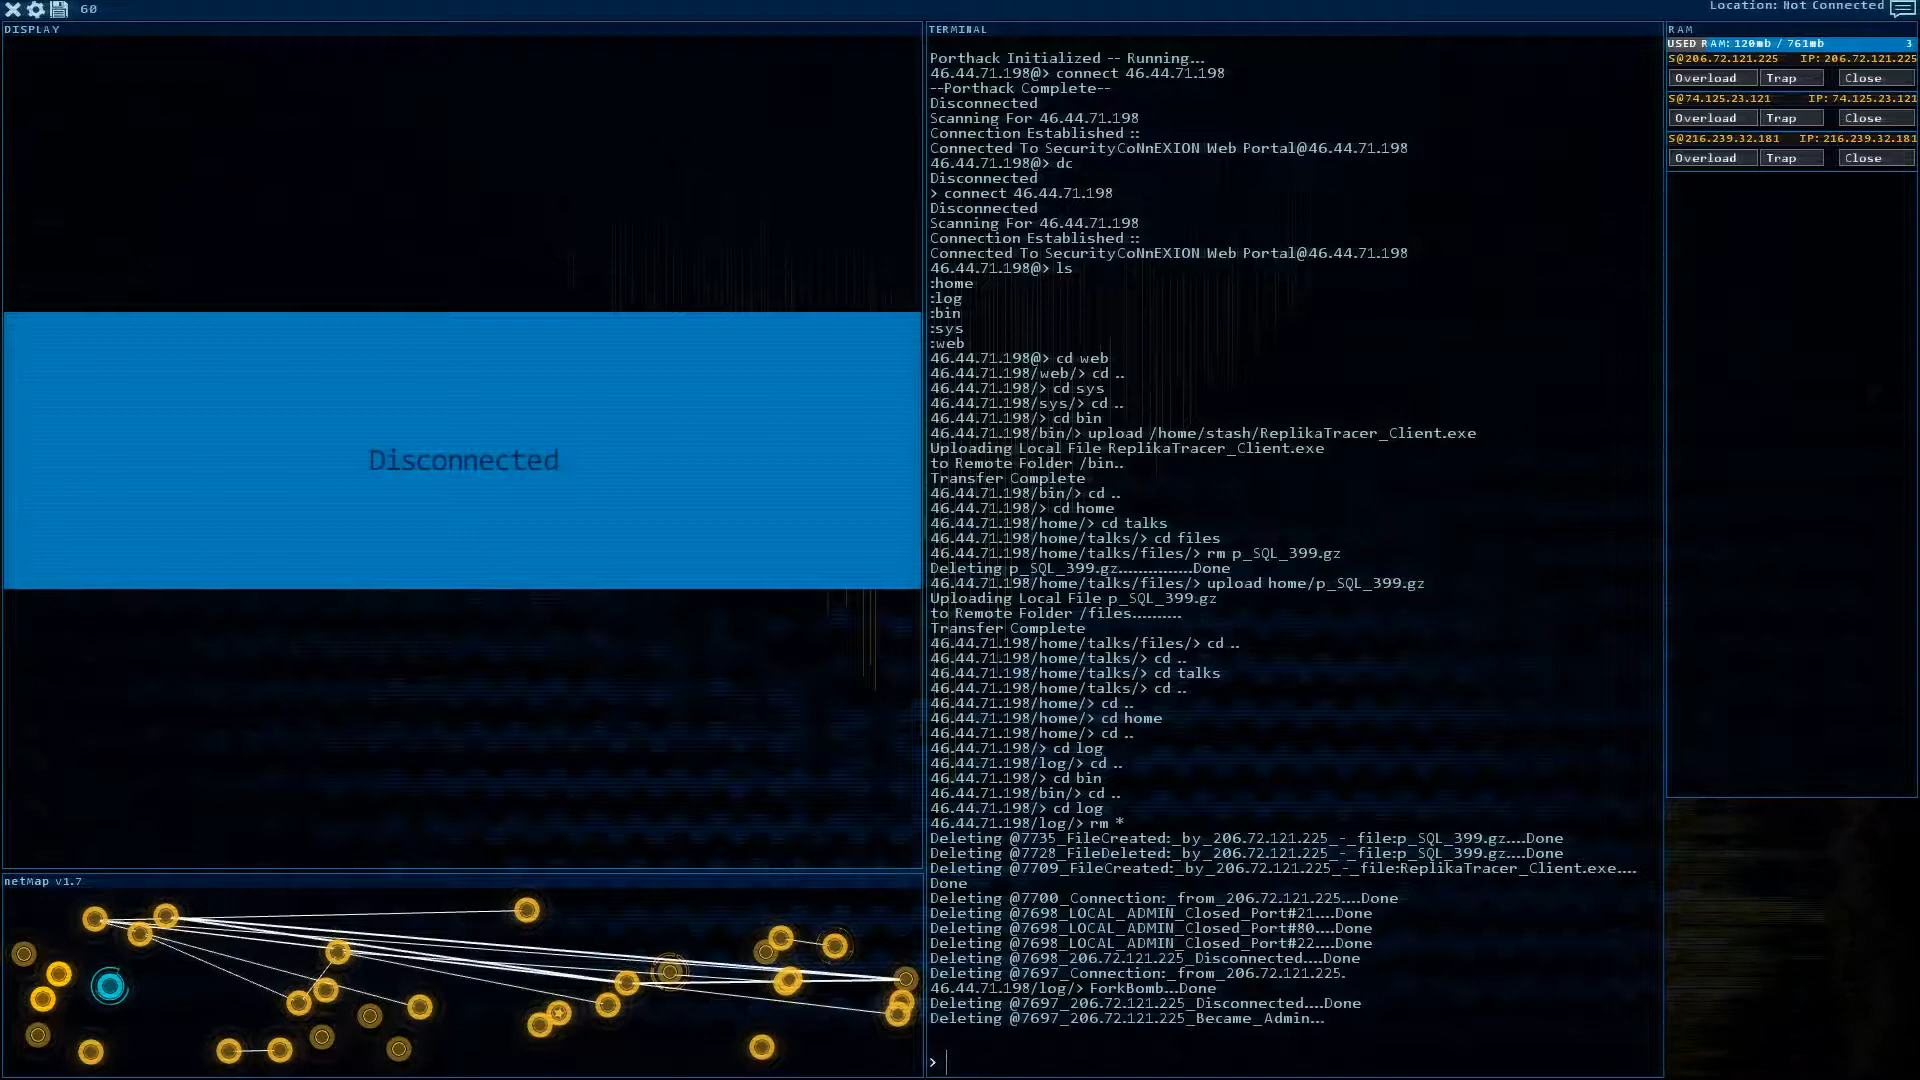 60
Location: Not Connected
DISPLAY
Disconnected
netMap v1.7
TERMINAL
Porthack Initialized -- Running...
46.44.71.198@> connect 46.44.71.198
--Porthack Complete--
Disconnected
Scanning For 46.44.71.198
Connection Established ::
Connected To SecurityCoNnEXION Web Portal@46.44.71.198
46.44.71.198@> dc
Disconnected
> connect 46.44.71.198
Disconnected
Scanning For 46.44.71.198
Connection Established ::
Connected To SecurityCoNnEXION Web Portal@46.44.71.198
46.44.71.198@> ls
:home
:log
:bin
:sys
:web
46.44.71.198@> cd web
46.44.71.198/web/> cd ..
46.44.71.198/> cd sys
46.44.71.198/sys/> cd ..
46.44.71.198/> cd bin
46.44.71.198/bin/> upload /home/stash/ReplikaTracer_Client.exe
Uploading Local File ReplikaTracer_Client.exe
to Remote Folder /bin..
Transfer Complete
46.44.71.198/bin/> cd ..
46.44.71.198/> cd home
46.44.71.198/home/> cd talks
46.44.71.198/home/talks/> cd files
46.44.71.198/home/talks/files/> rm p_SQL_399.gz
Deleting p_SQL_399.gz...............Done
46.44.71.198/home/talks/files/> upload home/p_SQL_399.gz
Uploading Local File p_SQL_399.gz
to Remote Folder /files..........
Transfer Complete
46.44.71.198/home/talks/files/> cd ..
46.44.71.198/home/talks/> cd ..
46.44.71.198/home/talks/> cd talks
46.44.71.198/home/talks/> cd ..
46.44.71.198/home/> cd ..
46.44.71.198/home/> cd home
46.44.71.198/home/> cd ..
46.44.71.198/> cd log
46.44.71.198/log/> cd ..
46.44.71.198/> cd bin
46.44.71.198/bin/> cd ..
46.44.71.198/> cd log
46.44.71.198/log/> rm *
Deleting @7735_FileCreated:_by_206.72.121.225_-_file:p_SQL_399.gz....Done
Deleting @7728_FileDeleted:_by_206.72.121.225_-_file:p_SQL_399.gz....Done
Deleting @7709_FileCreated:_by_206.72.121.225_-_file:ReplikaTracer_Client.exe....
Done
Deleting @7700_Connection:_from_206.72.121.225....Done
Deleting @7698_LOCAL_ADMIN_Closed_Port#21....Done
Deleting @7698_LOCAL_ADMIN_Closed_Port#80....Done
Deleting @7698_LOCAL_ADMIN_Closed_Port#22....Done
Deleting @7698_206.72.121.225_Disconnected....Done
Deleting @7697_Connection:_from_206.72.121.225.
46.44.71.198/log/> ForkBomb...Done
Deleting @7697_206.72.121.225_Disconnected....Done
Deleting @7697_206.72.121.225_Became_Admin...
>
RAM
USED RAM: 120mb / 761mb 3
S@206.72.121.225 IP: 206.72.121.225
Overload Trap Close
S@74.125.23.121 IP: 74.125.23.121
Overload Trap Close
S@216.239.32.181 IP: 216.239.32.181
Overload Trap Close